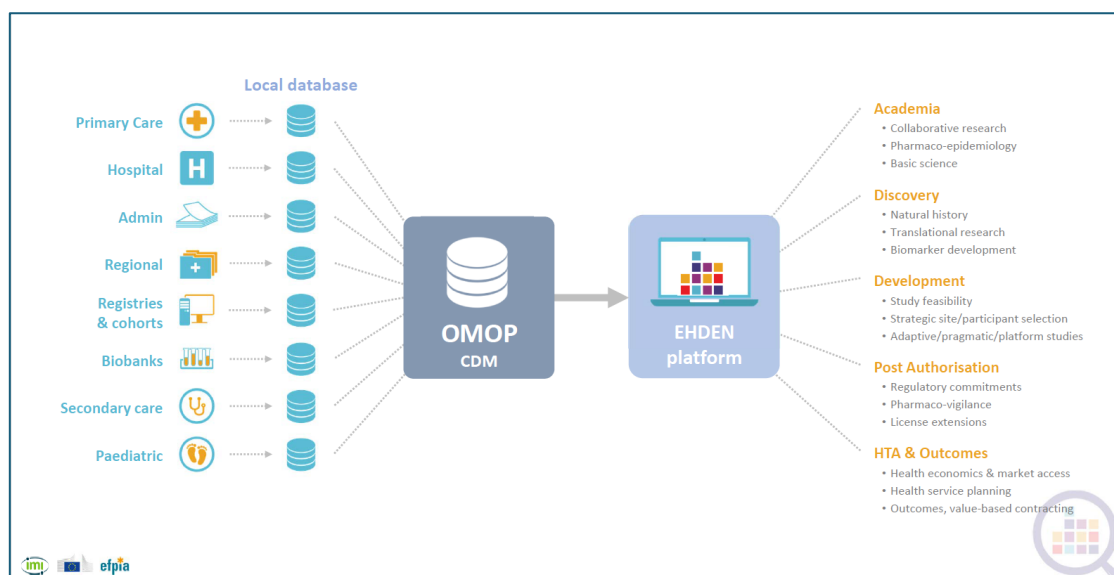 Local database
Primary Care
Hospital
H
Admin
Regional
Registries
& cohorts
Biobanks
Secondary care
Paediatric
OMOP
CDM
EHDEN
platform
Academia
• Collaborative research
• Pharmaco-epidemiology
• Basic science
Discovery
• Natural history
• Translational research
• Biomarker development
Development
• Study feasibility
• Strategic site/participant selection
• Adaptive/pragmatic/platform studies
Post Authorisation
• Regulatory commitments
• Pharmaco-vigilance
• License extensions
HTA & Outcomes
• Health economics & market access
• Health service planning
• Outcomes, value-based contracting
imi
efpia